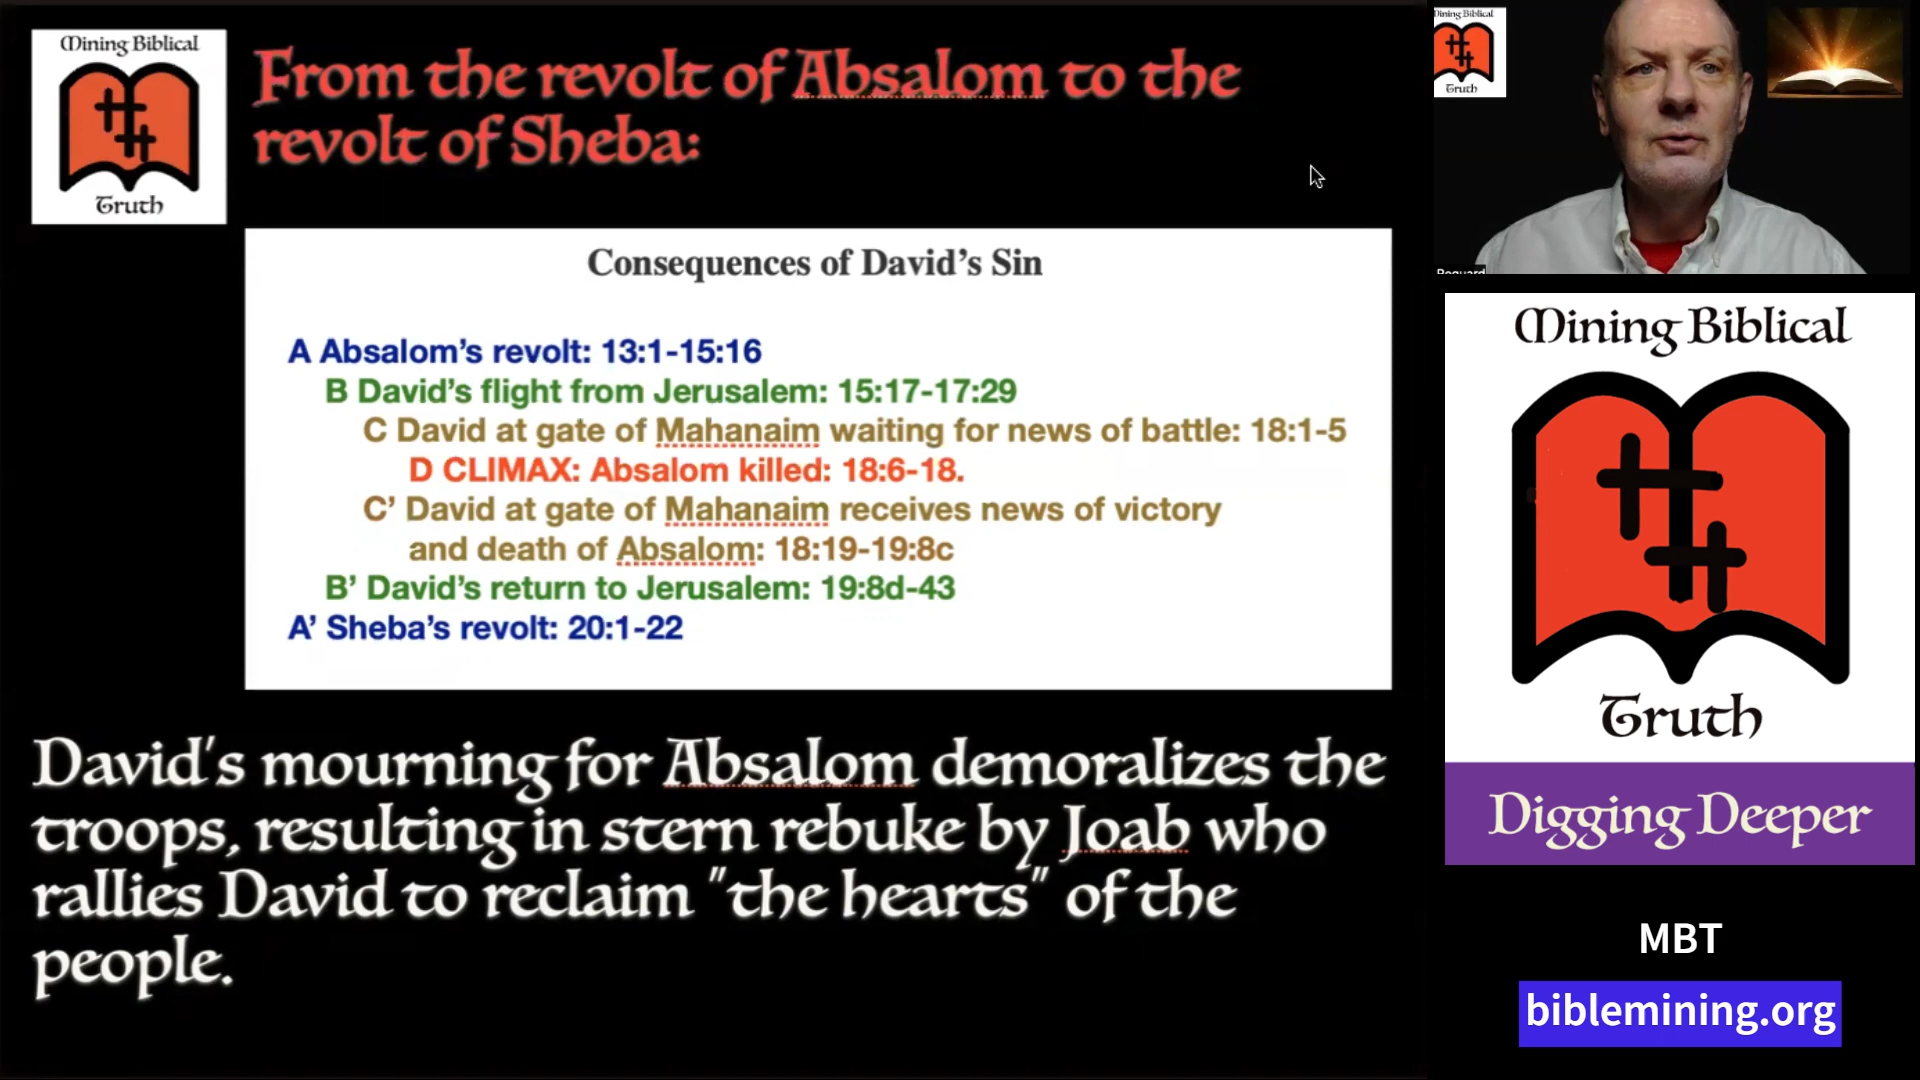 Mining Biblical
Truth
From the revolt of Absalom to the
revolt of Sheba:
Consequences of David's Sin
A Absalom's revolt: 13:1-15:16
B David's flight from Jerusalem: 15:17-17:29
C David at gate of Mahanaim waiting for news of battle: 18:1-5
D CLIMAX: Absalom killed: 18:6-18.
C' David at gate of Mahanaim receives news of victory
and death of Absalom: 18:19-19:8c
B' David's return to Jerusalem: 19:8d-43
A' Sheba's revolt: 20:1-22
David's mourning for Absalom demoralizes the
troops, resulting in stern rebuke by Joab who
rallies David to reclaim "the hearts" of the
people.
Mining Biblical
Truth
Mining Biblical
Truth
Digging Deeper
MBT
biblemining.org